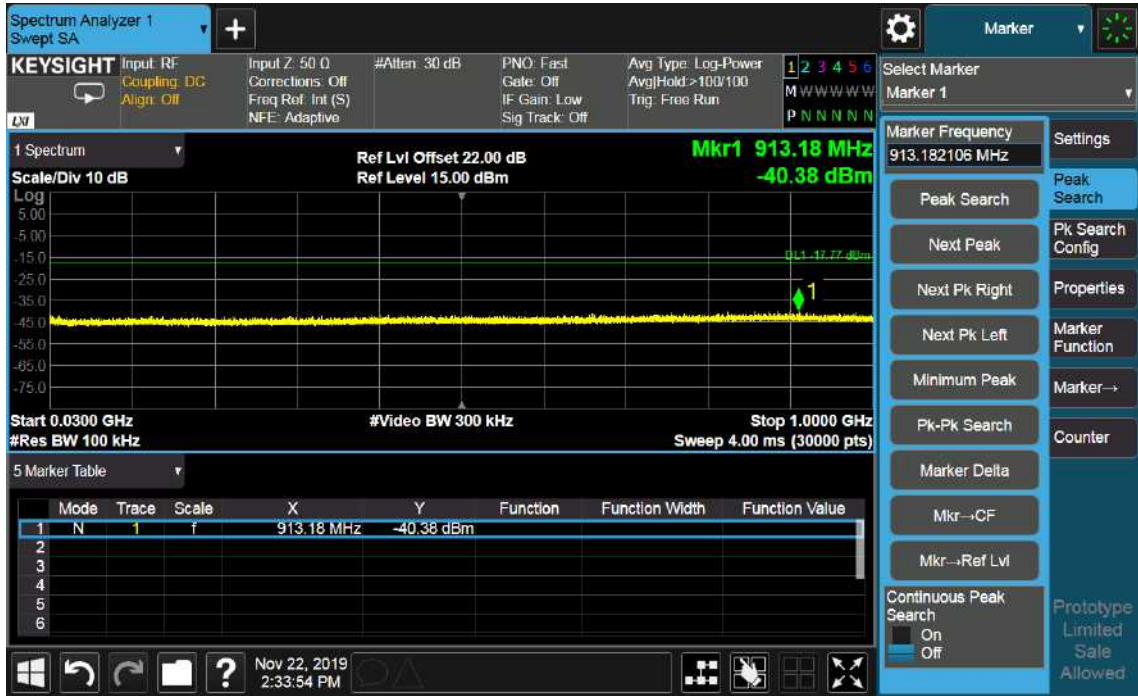 Spectrum Analyzer 1
Swept SA
+
Marker
KEYSIGHT
LXI
Input: RF
Coupling: DC
Align: Off
Input Z: 50 Ω
Corrections: Off
Freq Ref: Int (S)
NFE: Adaptive
#Atten: 30 dB
PNO: Fast
Gate: Off
IF Gain: Low
Sig Track: Off
Avg Type: Log-Power
Avg|Hold:>100/100
Trig: Free Run
1 2 3 4 5 6
M W W W W W
P N N N N N
Select Marker
Marker 1
1 Spectrum
Scale/Div 10 dB
Ref Lvl Offset 22.00 dB
Ref Level 15.00 dBm
Mkr1 913.18 MHz
-40.38 dBm
Log
5.00
-5.00
-15.0
-25.0
-35.0
-45.0
-55.0
-65.0
-75.0
DL1 -17.77 dBm
1
Start 0.0300 GHz
#Res BW 100 kHz
#Video BW 300 kHz
Stop 1.0000 GHz
Sweep 4.00 ms (30000 pts)
5 Marker Table
Mode Trace Scale X Y Function Function Width Function Value
1 N 1 f 913.18 MHz -40.38 dBm
2
3
4
5
6
Marker Frequency
913.182106 MHz
Peak Search
Next Peak
Next Pk Right
Next Pk Left
Minimum Peak
Pk-Pk Search
Marker Delta
Mkr→CF
Mkr→Ref Lvl
Continuous Peak
Search
On
Off
Settings
Peak
Search
Pk Search
Config
Properties
Marker
Function
Marker→
Counter
Prototype
Limited
Sale
Allowed
?
Nov 22, 2019
2:33:54 PM